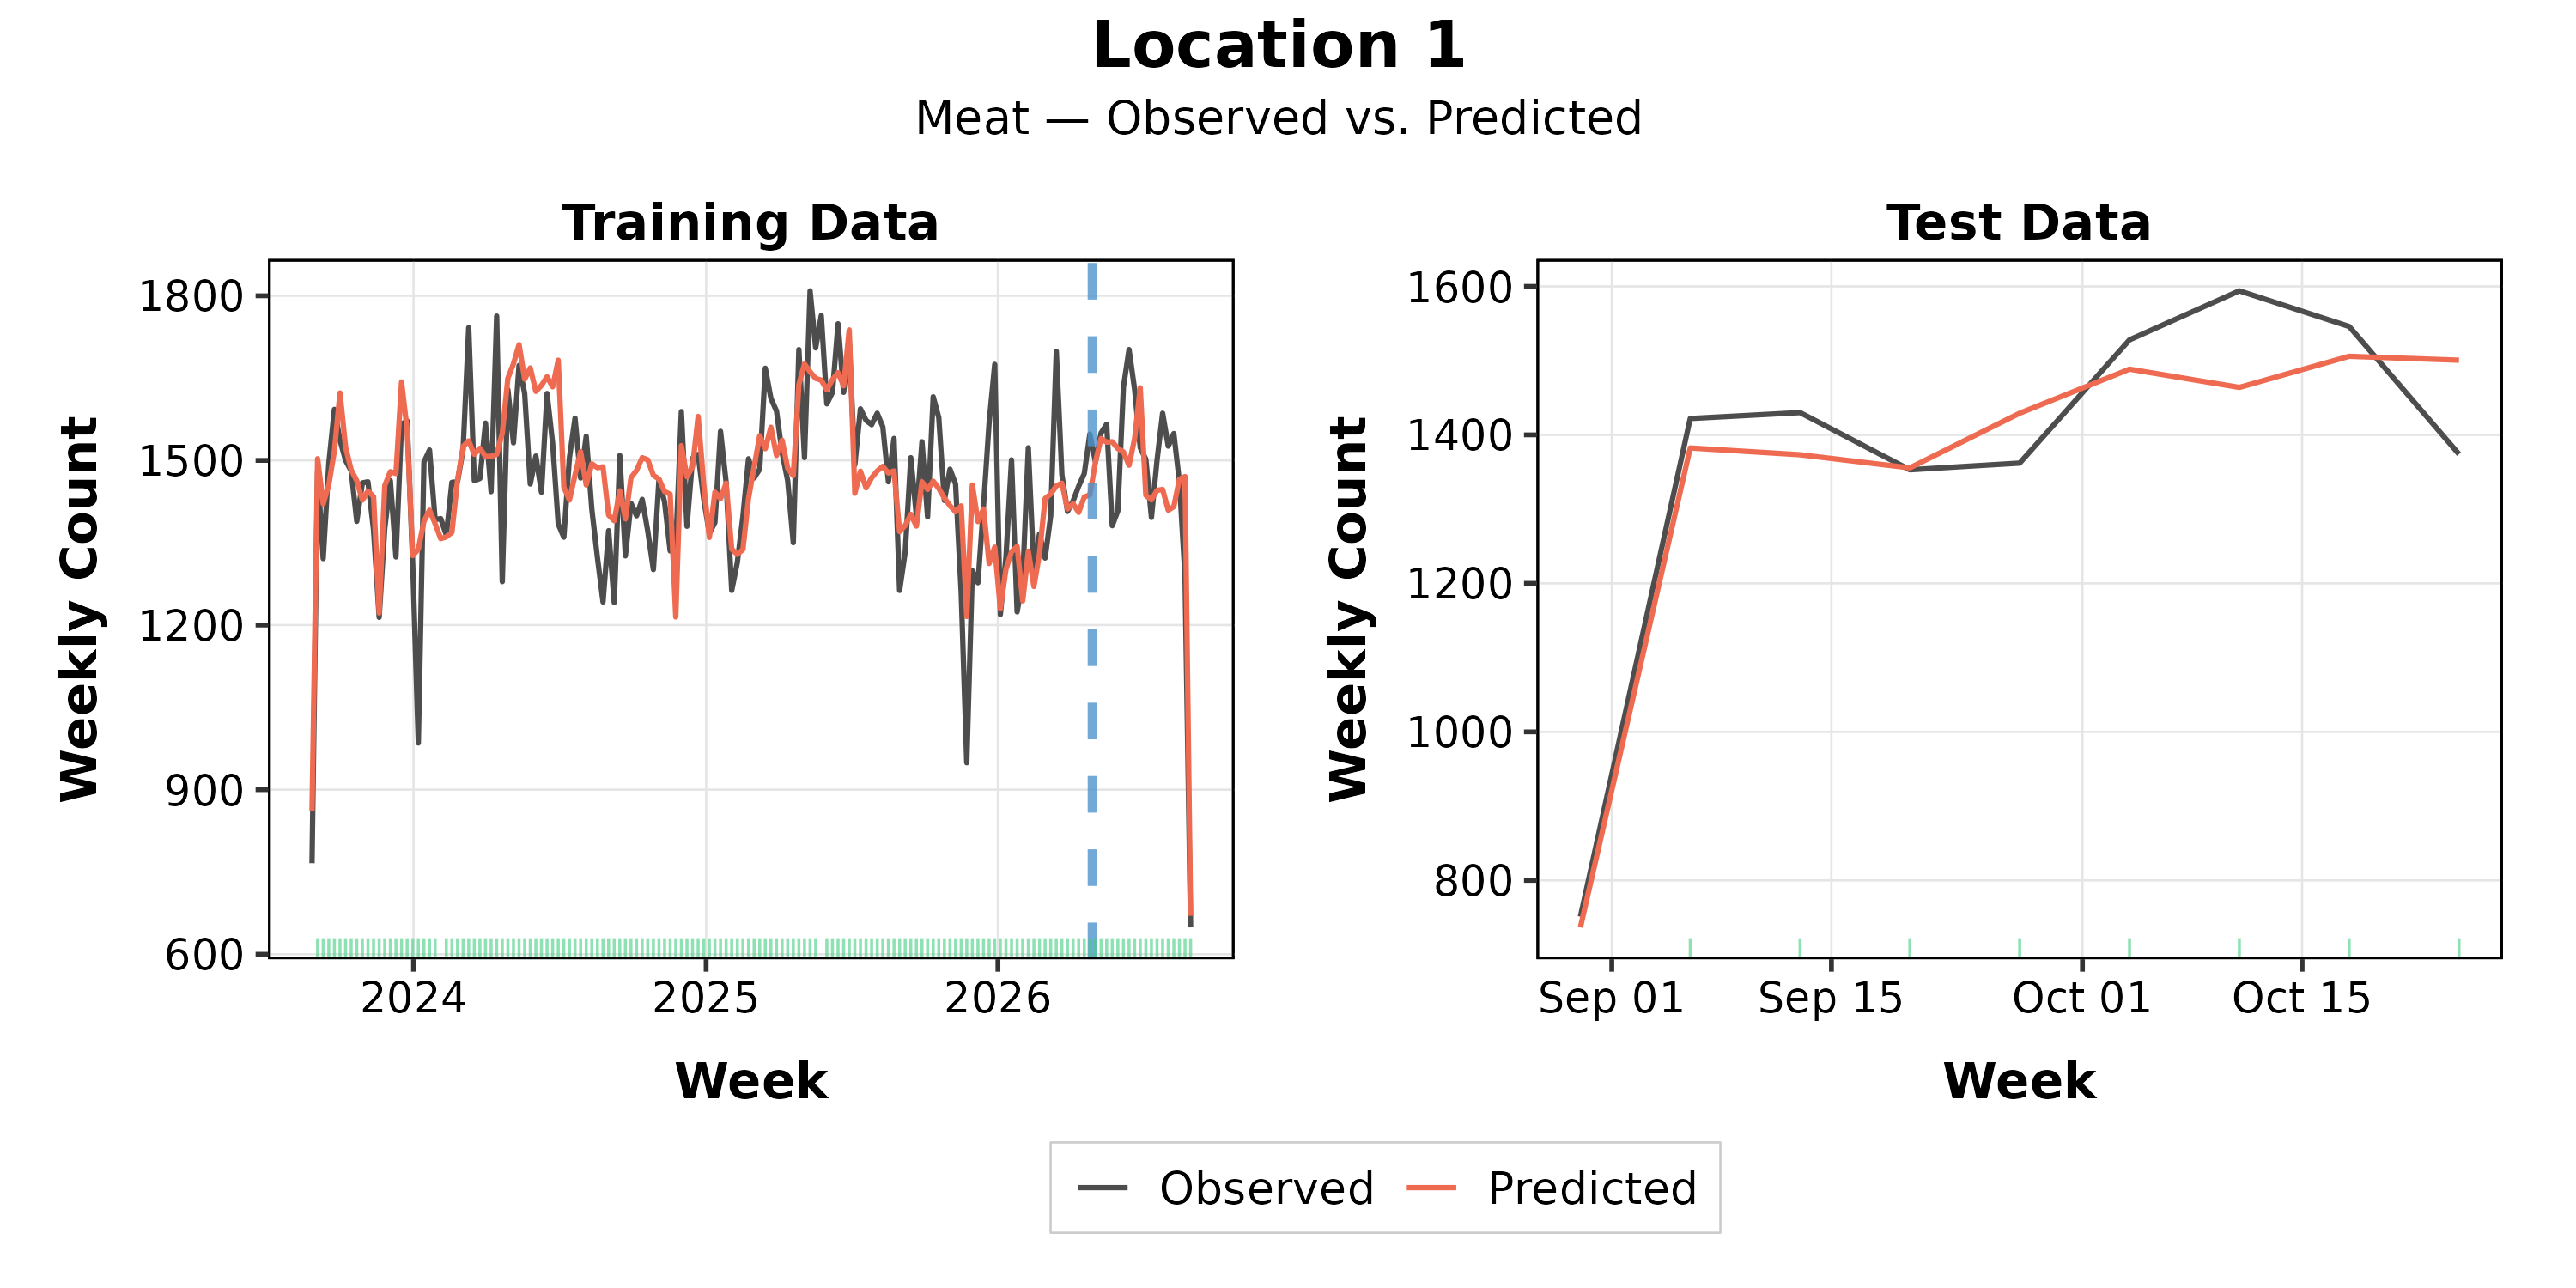 Location 1
Meat — Observed vs. Predicted
Training Data
Weekly Count
1800
1500
1200
900
600
2024 2025 2026
Week
Test Data
Weekly Count
1600
1400
1200
1000
800
Sep 01 Sep 15 Oct 01 Oct 15
Week
Observed Predicted